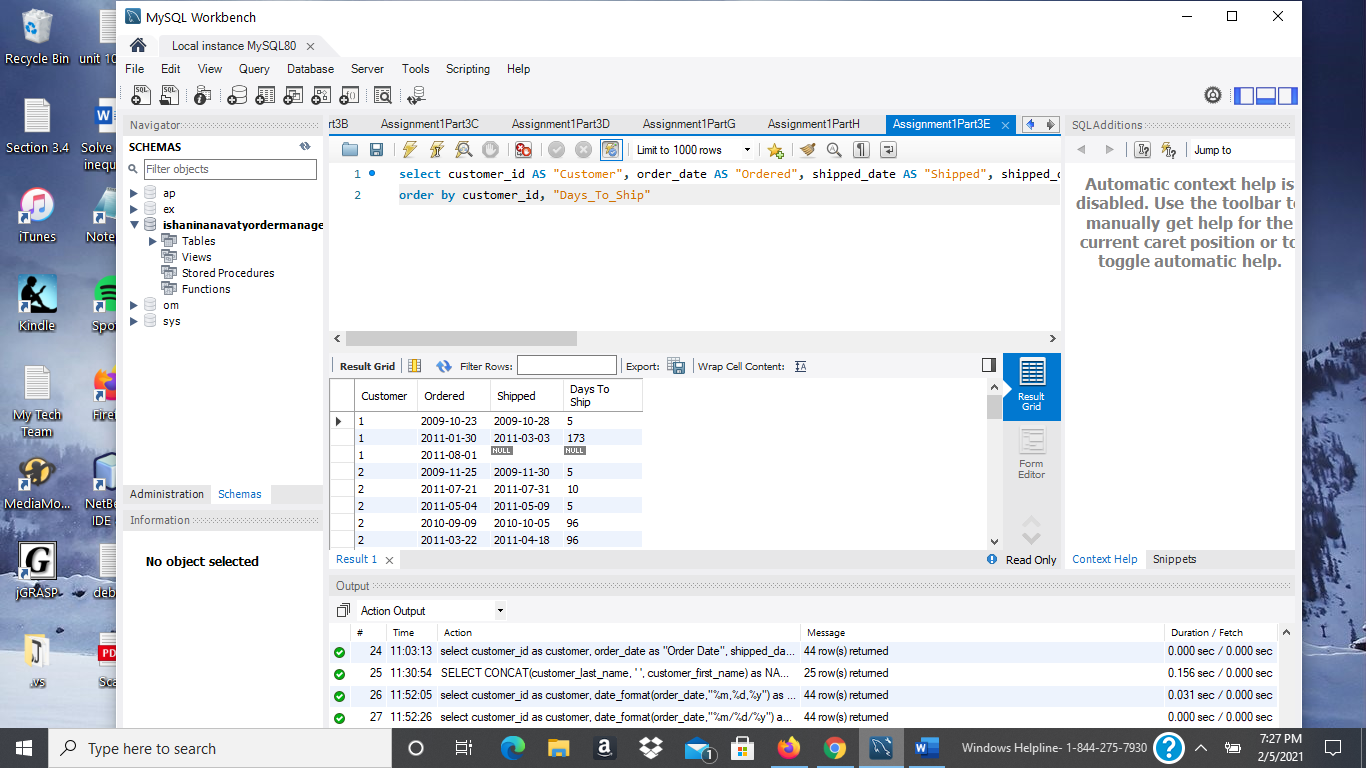 Recycle Bin
unit 10
Section 3.4
Solve
inequ
iTunes
Note
Kindle
Spot
My Tech
Team
Firef
MediaMo...
NetBe
IDE
jGRASP
deb
.vs
Sca
MySQL Workbench
Local instance MySQL80
File Edit View Query Database Server Tools Scripting Help
Navigator
SCHEMAS
Filter objects
ap
ex
ishaninanavatyordermanage
Tables
Views
Stored Procedures
Functions
om
sys
Administration Schemas
Information
No object selected
rt3B Assignment1Part3C Assignment1Part3D Assignment1PartG Assignment1PartH Assignment1Part3E
Limit to 1000 rows
1 select customer_id AS "Customer", order_date AS "Ordered", shipped_date AS "Shipped", shipped_
2 order by customer_id, "Days_To_Ship"
SQLAdditions
Jump to
Automatic context help is
disabled. Use the toolbar to
manually get help for the
current caret position or to
toggle automatic help.
Result Grid Filter Rows: Export: Wrap Cell Content:
Customer Ordered Shipped Days To Ship
1 2009-10-23 2009-10-28 5
1 2011-01-30 2011-03-03 173
1 2011-08-01 NULL NULL
2 2009-11-25 2009-11-30 5
2 2011-07-21 2011-07-31 10
2 2011-05-04 2011-05-09 5
2 2010-09-09 2010-10-05 96
2 2011-03-22 2011-04-18 96
Result
Grid
Form
Editor
Result 1
Read Only
Context Help Snippets
Output
Action Output
# Time Action Message Duration / Fetch
24 11:03:13 select customer_id as customer, order_date as "Order Date", shipped_da... 44 row(s) returned 0.000 sec / 0.000 sec
25 11:30:54 SELECT CONCAT(customer_last_name, ' ', customer_first_name) as NA... 25 row(s) returned 0.156 sec / 0.000 sec
26 11:52:05 select customer_id as customer, date_format(order_date,"%m,%d,%y") as ... 44 row(s) returned 0.031 sec / 0.000 sec
27 11:52:26 select customer_id as customer, date_format(order_date,"%m/%d/%y") a... 44 row(s) returned 0.000 sec / 0.000 sec
Type here to search
Windows Helpline- 1-844-275-7930
7:27 PM
2/5/2021